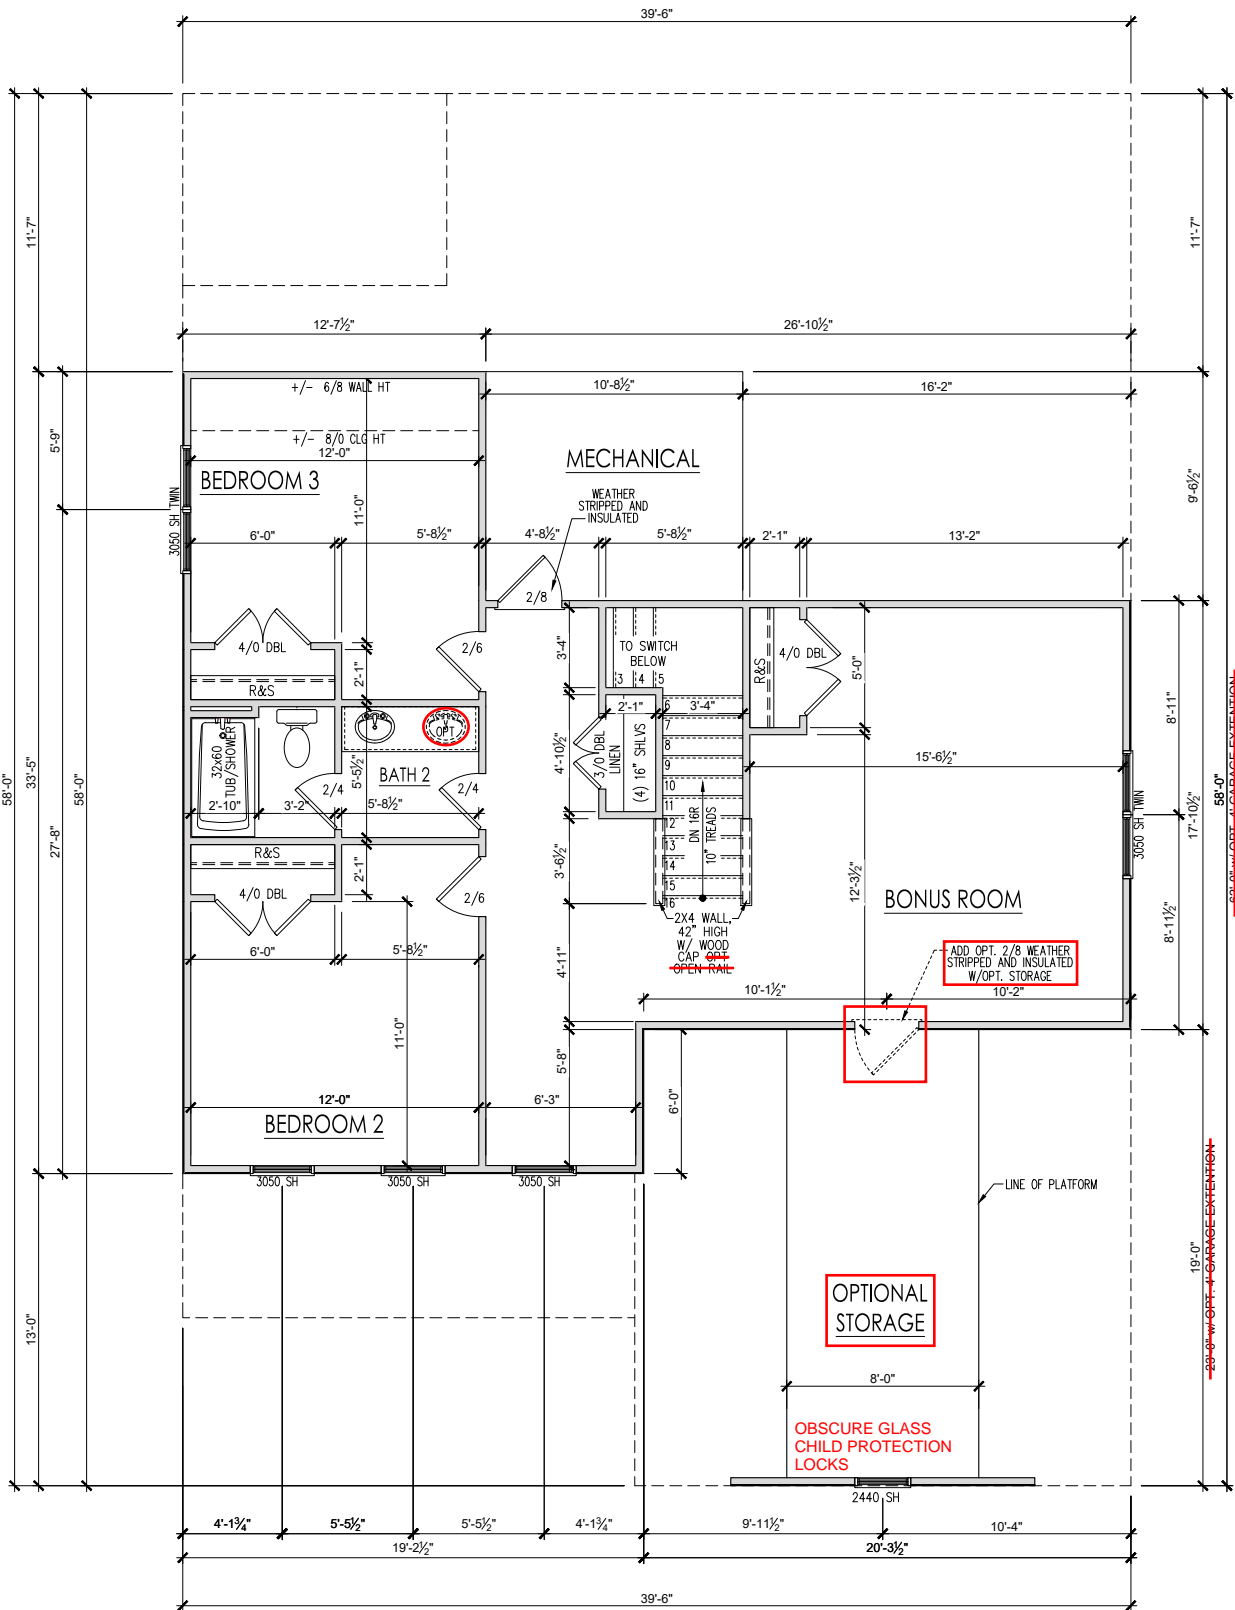 39'-6"
11'-7"
11'-7"
12'-7½"
26'-10½"
+/- 6/8 WALL HT
10'-8½"
16'-2"
+/- 8/0 CLG HT
12'-0"
5'-9"
MECHANICAL
BEDROOM 3
WEATHER
STRIPPED AND
INSULATED
9'-6½"
11'-0"
3050 SH TWIN
6'-0"
5'-8½"
4'-8½"
5'-8½"
2'-1"
13'-2"
2/8
4/0 DBL
2/6
3'-4"
TO SWITCH
BELOW
4/0 DBL
5'-0"
R&S
2'-1"
3 4 5
R&S
8'-11"
62'-0" w/ OPT. 4' GARAGE EXTENTION
6
2'-1"
3'-4"
OPT
7
32x60
TUB/SHOWER
5'-5½"
BATH 2
4'-10½"
3/0 DBL
LINEN
(4) 16" SHLVS
8
9
10
15'-6½"
58'-0"
33'-5"
58'-0"
58'-0"
2/4
2/4
2'-10"
3'-2"
5'-8½"
11
12
DN 16R
10" TREADS
3050 SH TWIN
17'-10½"
27'-8"
R&S
2'-1"
13
14
3'-6½"
12'-3½"
4/0 DBL
2/6
15
16
BONUS ROOM
2X4 WALL,
42" HIGH
W/ WOOD
CAP OPT
OPEN RAIL
8'-11½"
6'-0"
5'-8½"
4'-11"
ADD OPT. 2/8 WEATHER
STRIPPED AND INSULATED
W/OPT. STORAGE
10'-1½"
10'-2"
11'-0"
5'-8"
12'-0"
6'-3"
6'-0"
BEDROOM 2
3050 SH
3050 SH
3050 SH
LINE OF PLATFORM
19'-0"
23'-0" w/ OPT. 4' GARAGE EXTENTION
OPTIONAL
STORAGE
13'-0"
8'-0"
OBSCURE GLASS
CHILD PROTECTION
LOCKS
2440 SH
4'-1¾"
5'-5½"
5'-5½"
4'-1¾"
9'-11½"
10'-4"
19'-2½"
20'-3½"
39'-6"